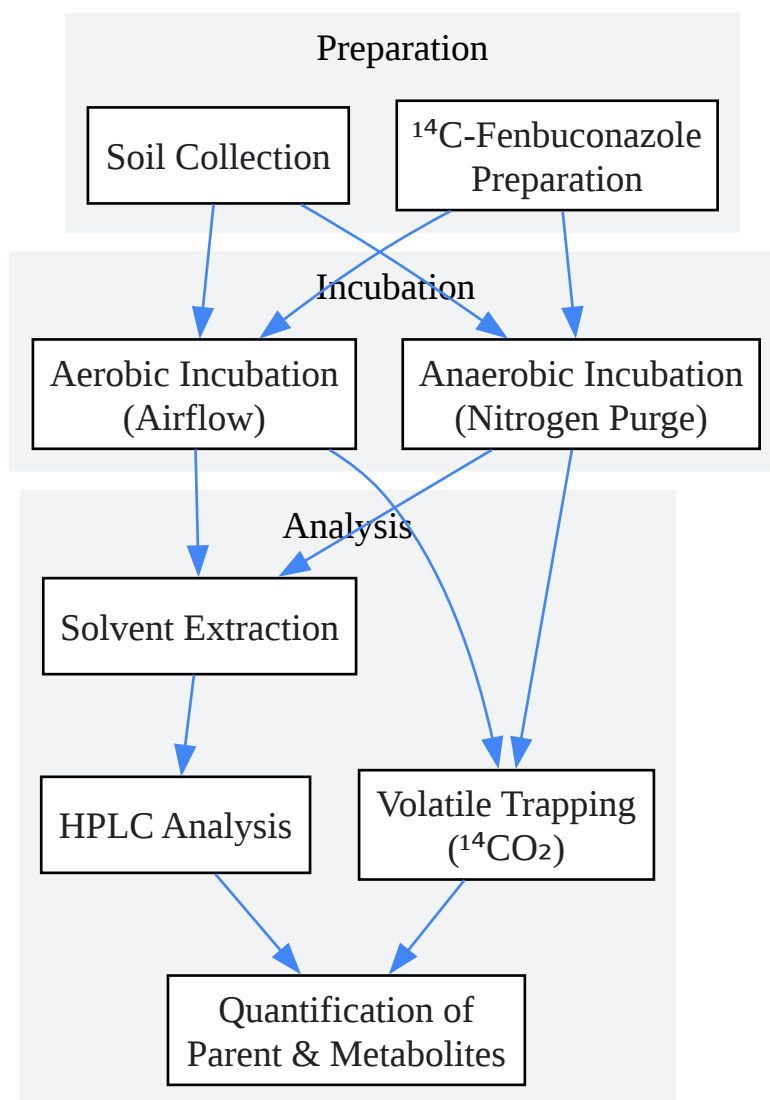 Preparation
Soil Collection
¹⁴C-Fenbuconazole
Preparation
Incubation
Aerobic Incubation
(Airflow)
Anaerobic Incubation
(Nitrogen Purge)
Analysis
Solvent Extraction
HPLC Analysis
Volatile Trapping
(¹⁴CO₂)
Quantification of
Parent & Metabolites